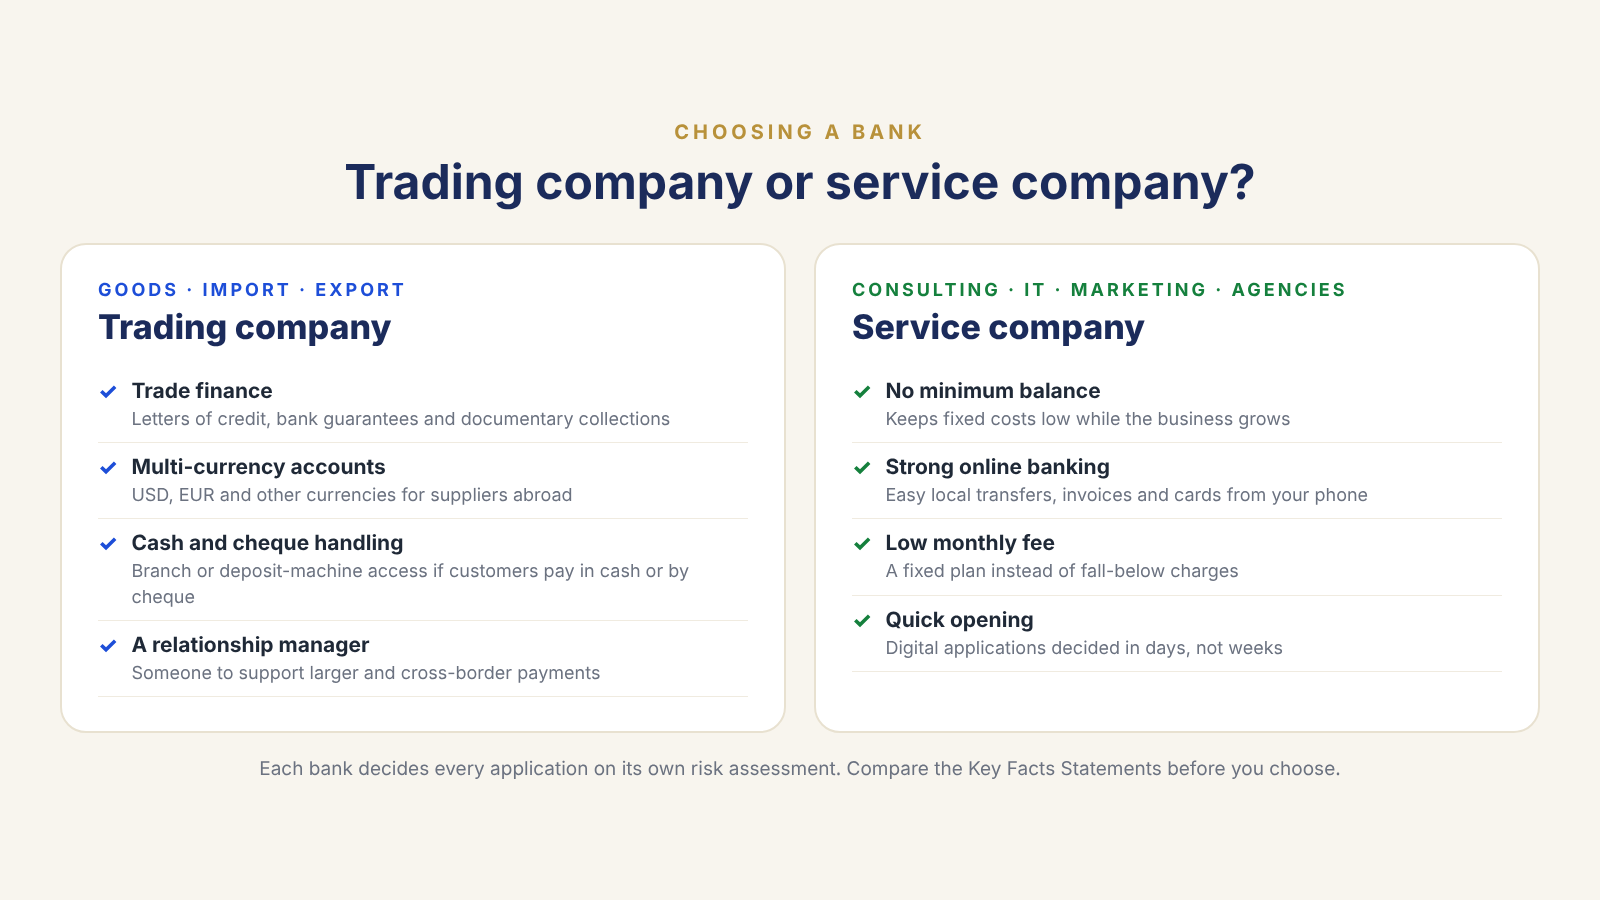 CHOOSING A BANK
Trading company or service company?
GOODS · IMPORT · EXPORT
Trading company
Trade finance
Letters of credit, bank guarantees and documentary collections
Multi-currency accounts
USD, EUR and other currencies for suppliers abroad
Cash and cheque handling
Branch or deposit-machine access if customers pay in cash or by
cheque
A relationship manager
Someone to support larger and cross-border payments
CONSULTING · IT · MARKETING · AGENCIES
Service company
No minimum balance
Keeps fixed costs low while the business grows
Strong online banking
Easy local transfers, invoices and cards from your phone
Low monthly fee
A fixed plan instead of fall-below charges
Quick opening
Digital applications decided in days, not weeks
Each bank decides every application on its own risk assessment. Compare the Key Facts Statements before you choose.